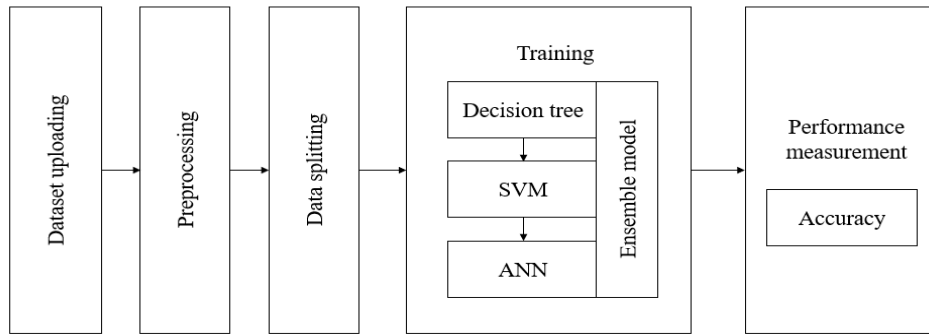 Dataset uploading
Preprocessing
Data splitting
Training
Decision tree
SVM
ANN
Ensemble model
Performance
measurement
Accuracy